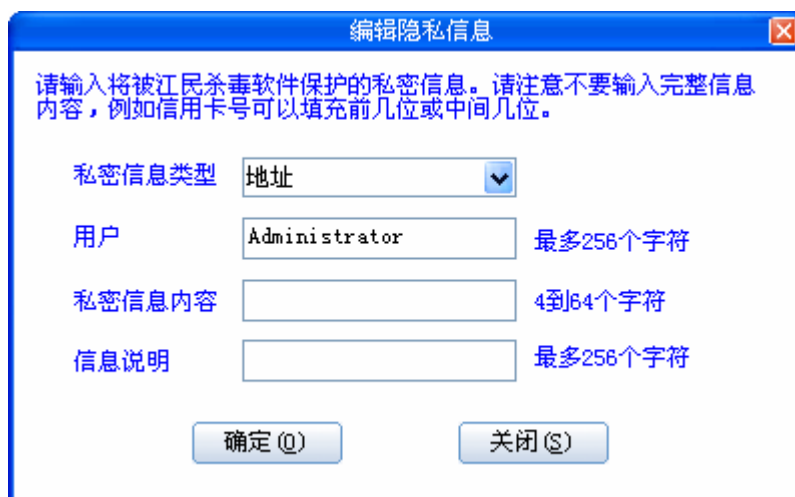 编辑隐私信息
请输入将被江民杀毒软件保护的私密信息。请注意不要输入完整信息
内容，例如信用卡号可以填充前几位或中间几位。
私密信息类型 地址
用户 Administrator 最多256个字符
私密信息内容 4到64个字符
信息说明 最多256个字符
确定(O) 关闭(S)